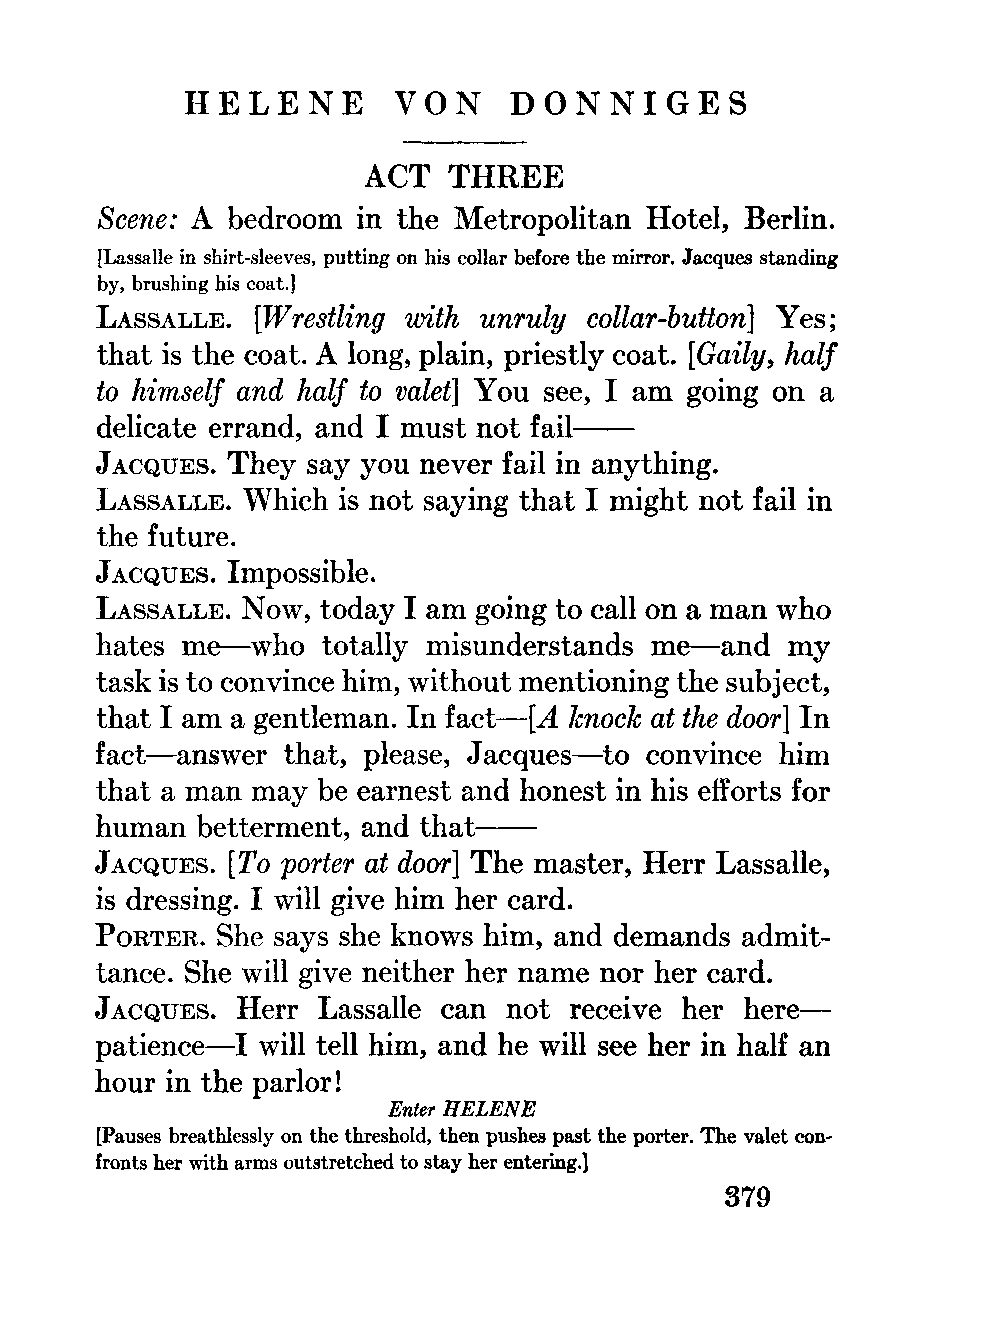 HELENE VON DONNIGES
ACT THREE
Scene: A bedroom in the Metropolitan Hotel, Berlin.
[Lassalle in shirt-sleeves, putting on his collar before the mirror. Jacques standing
by, brushing his coat.]
LASSALLE. [Wrestling with unruly collar-button] Yes;
that is the coat. A long, plain, priestly coat. [Gaily, half
to himself and half to valet] You see, I am going on a
delicate errand, and I must not fail——
JACQUES. They say you never fail in anything.
LASSALLE. Which is not saying that I might not fail in
the future.
JACQUES. Impossible.
LASSALLE. Now, today I am going to call on a man who
hates me—who totally misunderstands me—and my
task is to convince him, without mentioning the subject,
that I am a gentleman. In fact—[A knock at the door] In
fact—answer that, please, Jacques—to convince him
that a man may be earnest and honest in his efforts for
human betterment, and that——
JACQUES. [To porter at door] The master, Herr Lassalle,
is dressing. I will give him her card.
PORTER. She says she knows him, and demands admit-
tance. She will give neither her name nor her card.
JACQUES. Herr Lassalle can not receive her here—
patience—I will tell him, and he will see her in half an
hour in the parlor!
Enter HELENE
[Pauses breathlessly on the threshold, then pushes past the porter. The valet con-
fronts her with arms outstretched to stay her entering.]
379